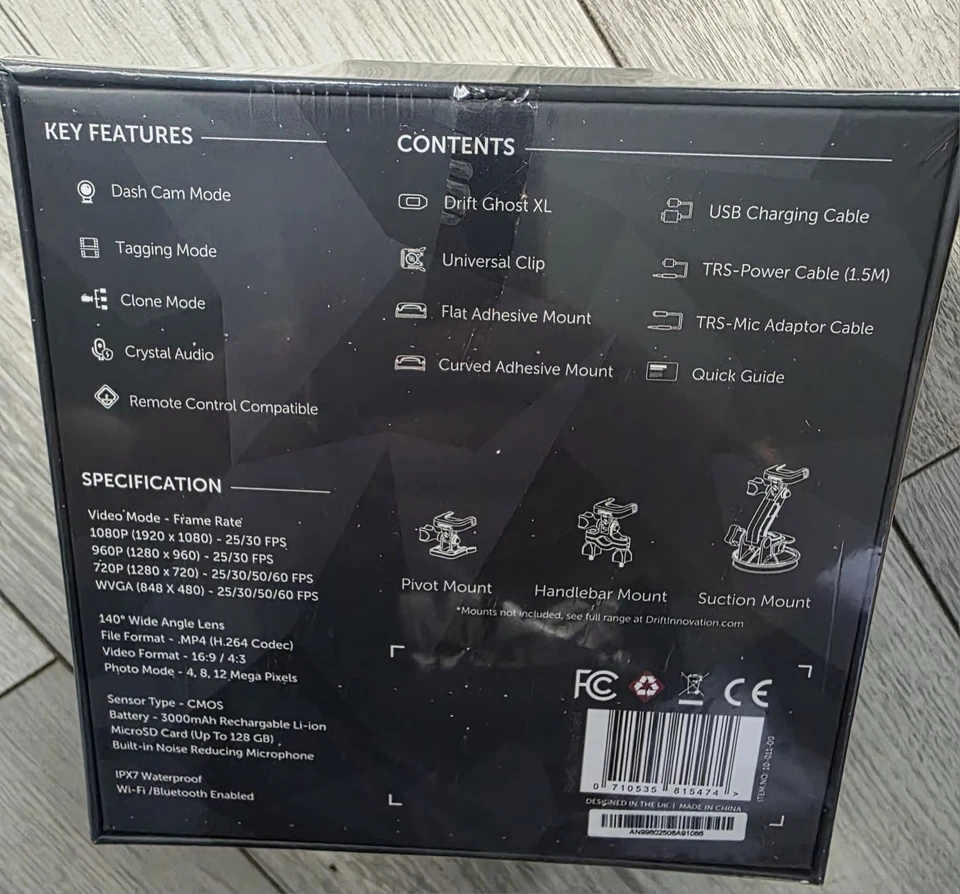 KEY FEATURES
Dash Cam Mode
Tagging Mode
Clone Mode
Crystal Audio
Remote Control Compatible
CONTENTS
Drift Ghost XL
Universal Clip
Flat Adhesive Mount
Curved Adhesive Mount
USB Charging Cable
TRS-Power Cable (1.5M)
TRS-Mic Adaptor Cable
Quick Guide
SPECIFICATION
Video Mode - Frame Rate
1080P (1920 x 1080) - 25/30 FPS
960P (1280 x 960) - 25/30 FPS
720P (1280 x 720) - 25/30/50/60 FPS
WVGA (848 X 480) - 25/30/50/60 FPS
140° Wide Angle Lens
File Format - .MP4 (H.264 Codec)
Video Format - 16:9 / 4:3
Photo Mode - 4, 8, 12 Mega Pixels
Sensor Type - CMOS
Battery - 3000mAh Rechargable Li-ion
MicroSD Card (Up To 128 GB)
Built-in Noise Reducing Microphone
IPX7 Waterproof
Wi-Fi /Bluetooth Enabled
Pivot Mount
Handlebar Mount
Suction Mount
*Mounts not included, see full range at DriftInnovation.com
FC CE
0 710535 815474 >
ITEM NO: 10-012-00
DESIGNED IN THE UK | MADE IN CHINA